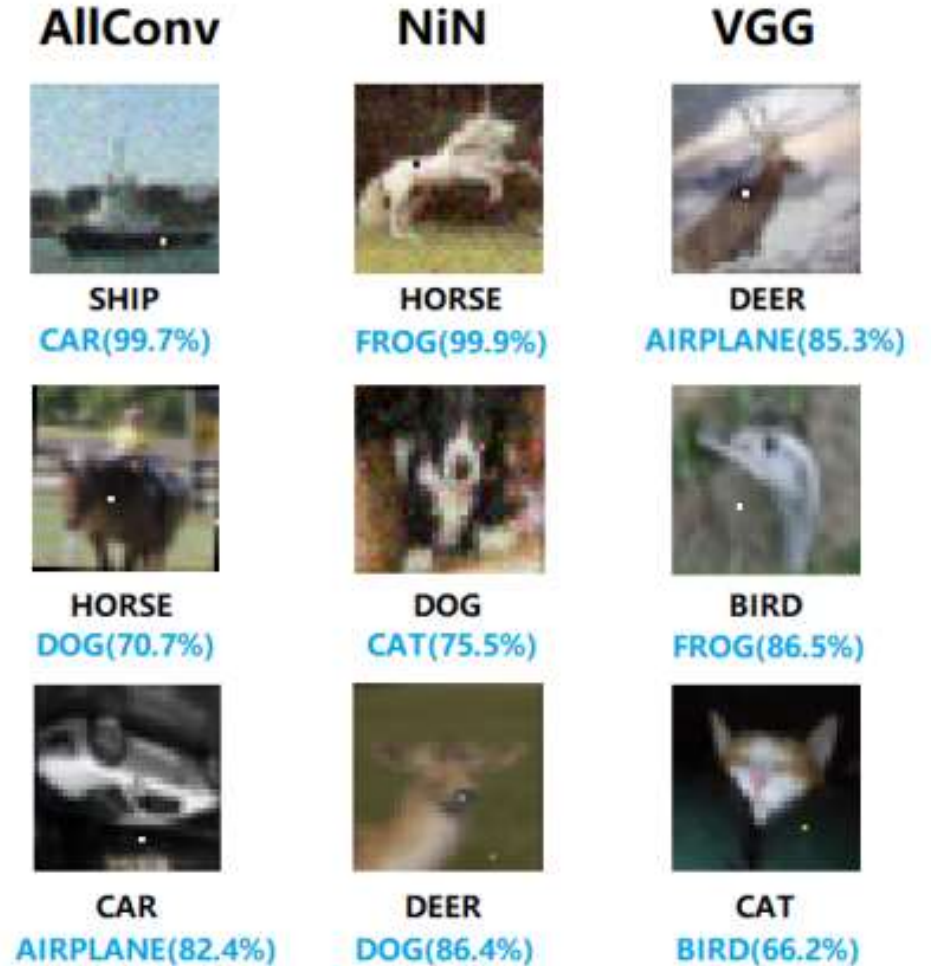 AllConv NiN VGG
SHIP HORSE DEER
CAR(99.7%) FROG(99.9%) AIRPLANE(85.3%)
HORSE DOG BIRD
DOG(70.7%) CAT(75.5%) FROG(86.5%)
CAR DEER CAT
AIRPLANE(82.4%) DOG(86.4%) BIRD(66.2%)